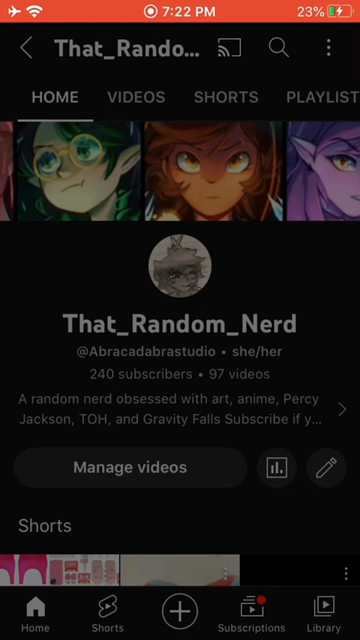 7:22 PM
23%
That_Rando...
HOME VIDEOS SHORTS PLAYLIST
That_Random_Nerd
@Abracadabrastudio • she/her
240 subscribers • 97 videos
A random nerd obsessed with art, anime, Percy
Jackson, TOH, and Gravity Falls Subscribe if y...
Manage videos
Shorts
Home Shorts Subscriptions Library